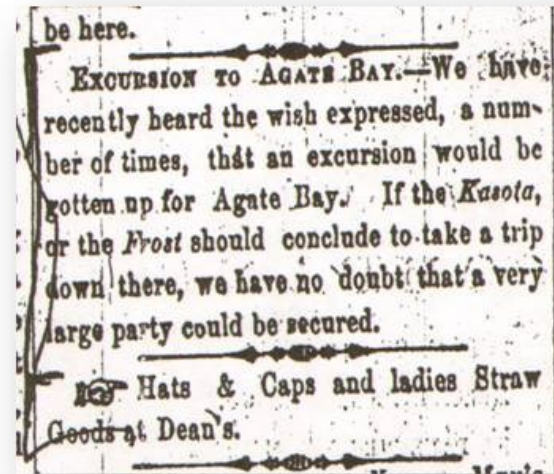 be here.
EXCURSION TO AGATE BAY.—We have
recently heard the wish expressed, a num-
ber of times, that an excursion would be
gotten up for Agate Bay. If the Kasota,
or the Frost should conclude to take a trip
down there, we have no doubt that a very
large party could be secured.
☞ Hats & Caps and ladies Straw
Goods at Dean's.